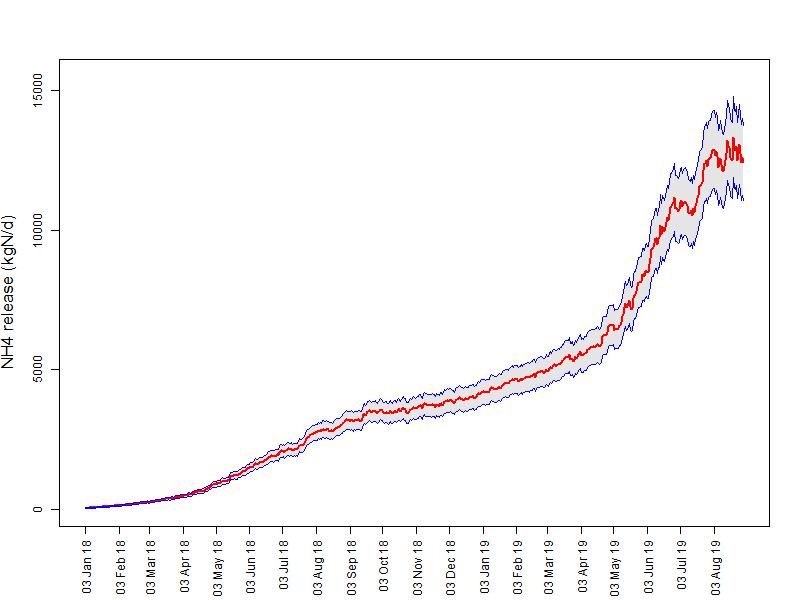 NH4 release (kgN/d)
15000
10000
5000
0
03 Jan 18
03 Feb 18
03 Mar 18
03 Apr 18
03 May 18
03 Jun 18
03 Jul 18
03 Aug 18
03 Sep 18
03 Oct 18
03 Nov 18
03 Dec 18
03 Jan 19
03 Feb 19
03 Mar 19
03 Apr 19
03 May 19
03 Jun 19
03 Jul 19
03 Aug 19